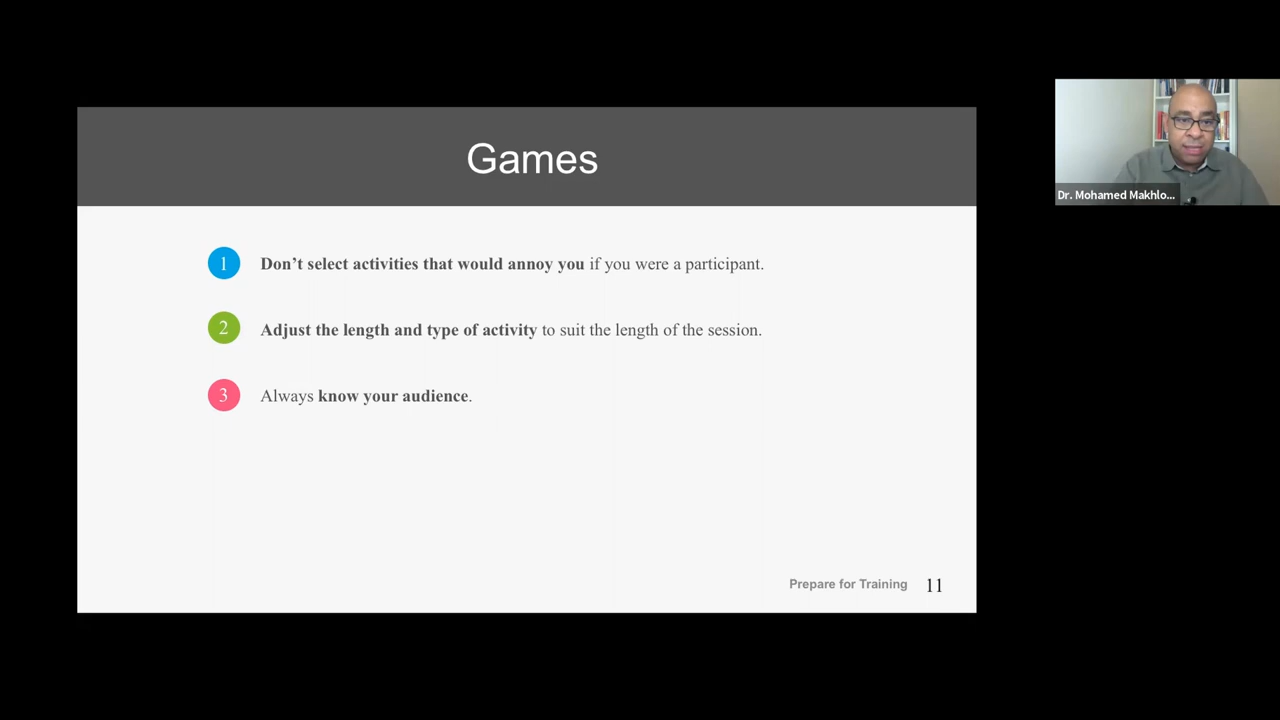 Games
1 Don’t select activities that would annoy you if you were a participant.
2 Adjust the length and type of activity to suit the length of the session.
3 Always know your audience.
Prepare for Training 11
Dr. Mohamed Makhlo...